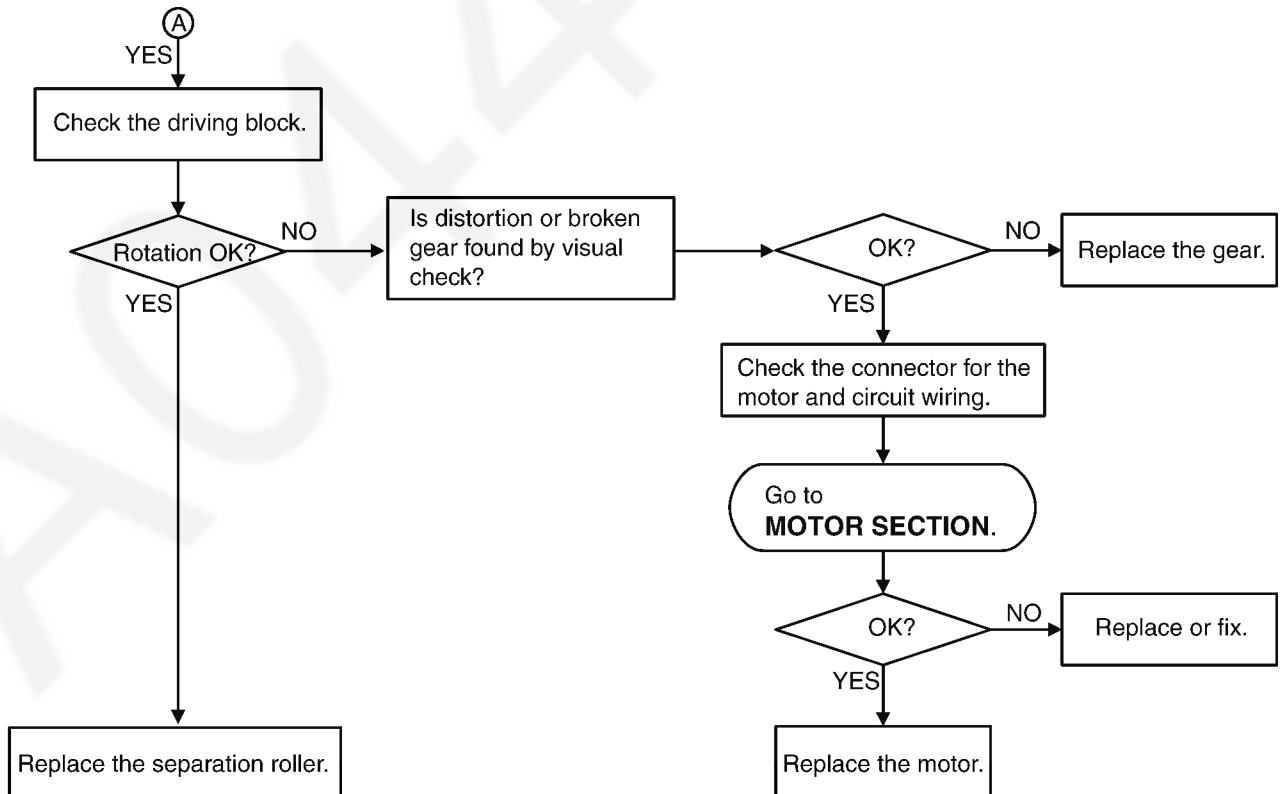 A
YES
Check the driving block.
Rotation OK?
NO
YES
Is distortion or broken
gear found by visual
check?
OK?
NO
Replace the gear.
YES
Check the connector for the
motor and circuit wiring.
Go to
MOTOR SECTION.
OK?
NO
Replace or fix.
YES
Replace the motor.
Replace the separation roller.
A044